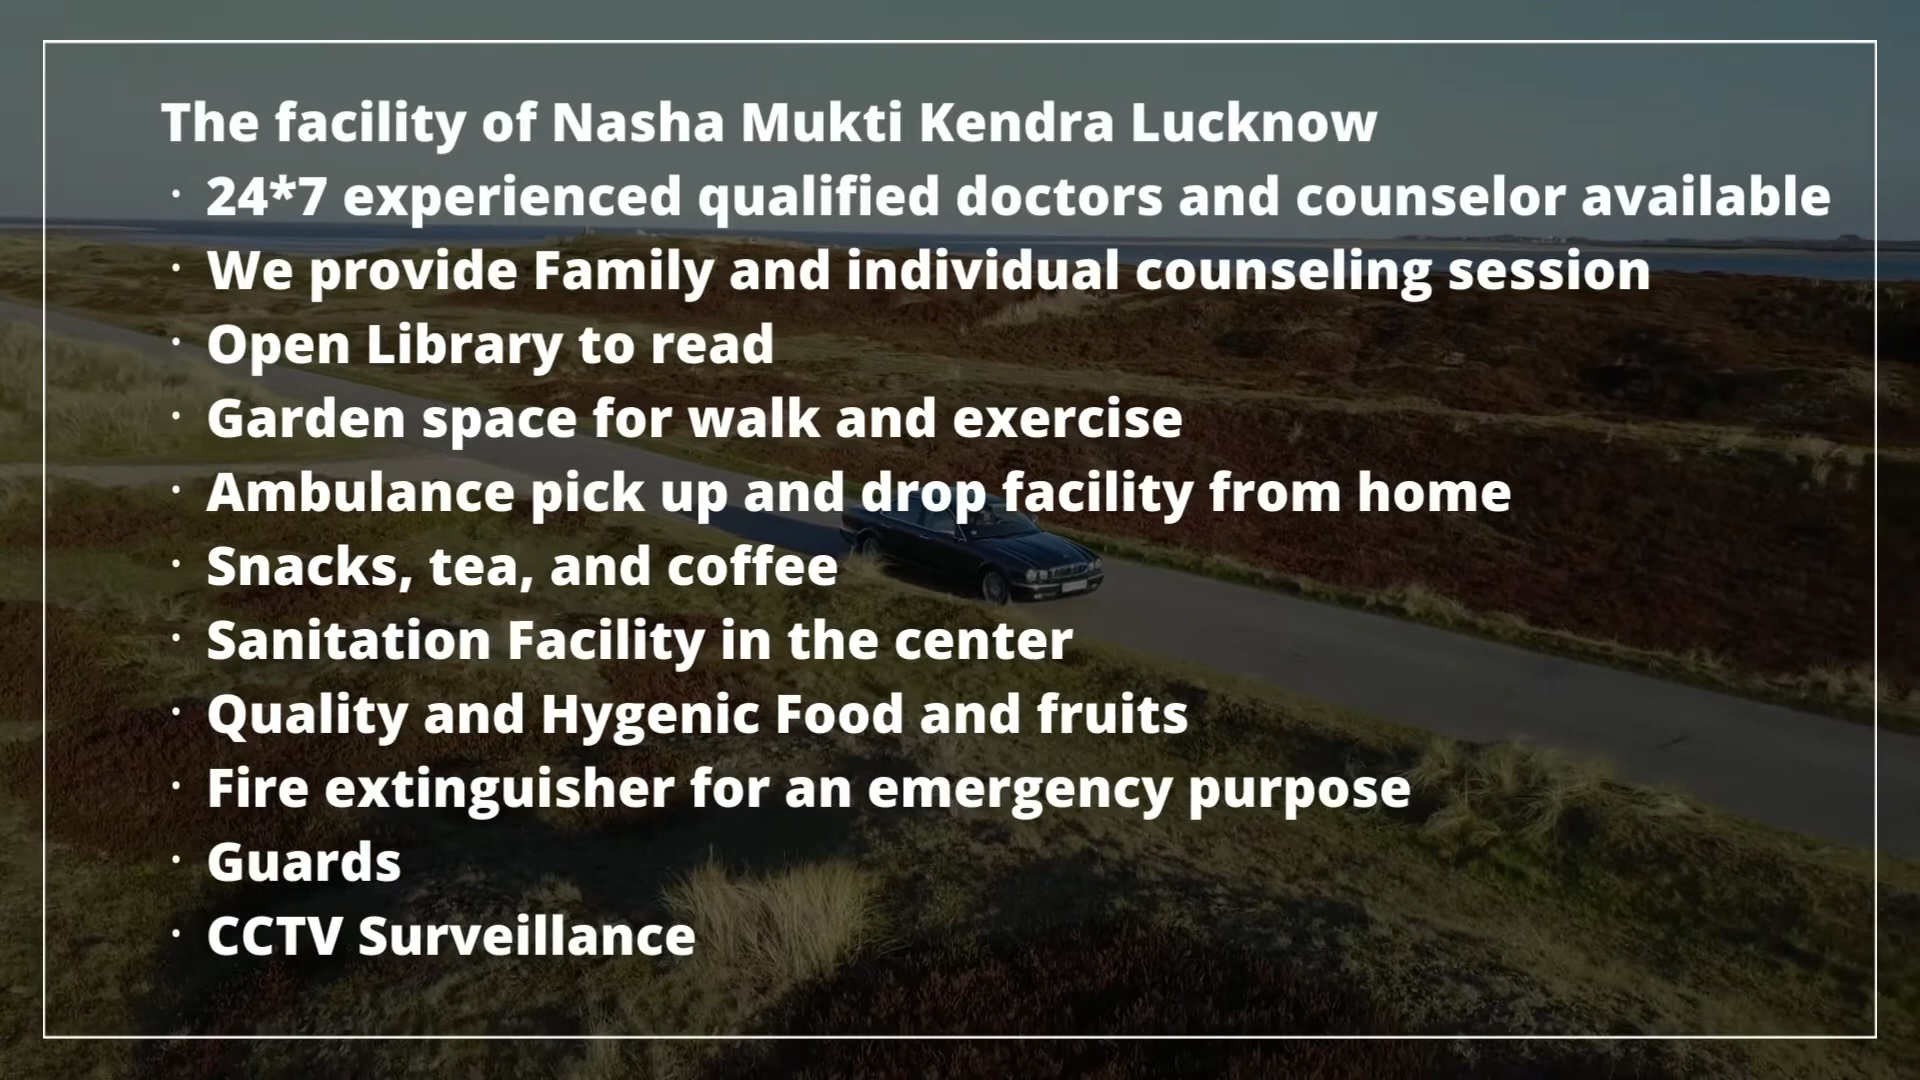 The facility of Nasha Mukti Kendra Lucknow
· 24*7 experienced qualified doctors and counselor available
· We provide Family and individual counseling session
· Open Library to read
· Garden space for walk and exercise
· Ambulance pick up and drop facility from home
· Snacks, tea, and coffee
· Sanitation Facility in the center
· Quality and Hygenic Food and fruits
· Fire extinguisher for an emergency purpose
· Guards
· CCTV Surveillance